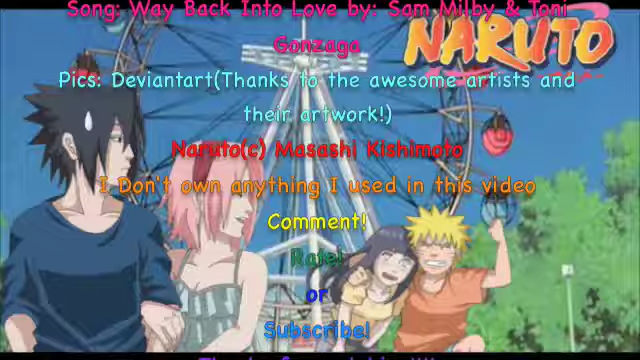 Song: Way Back Into Love by: Sam Milby & Toni
Gonzaga
NARUTO
Pics: Deviantart(Thanks to the awesome artists and
their artwork!)
Naruto(c) Masashi Kishimoto
I Don't own anything I used in this video
Comment!
Rate!
or
Subscribe!